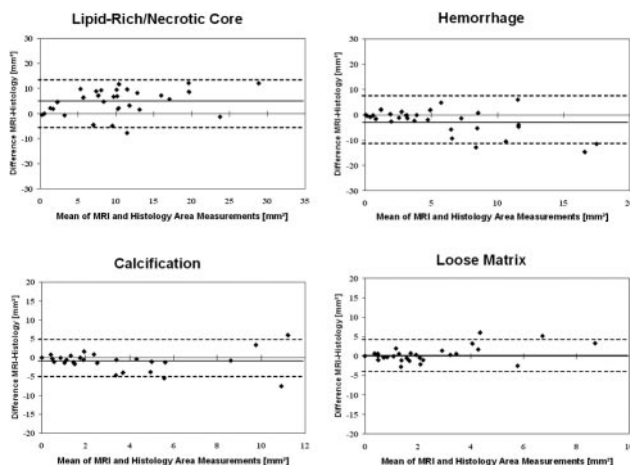 Lipid-Rich/Necrotic Core
Difference MRI-Histology [mm²]
30
20
10
0
-10
-20
-30
0 5 10 15 20 25 30 35
Mean of MRI and Histology Area Measurements [mm²]
Hemorrhage
Difference MRI-Histology [mm²]
30
20
10
0
-10
-20
-30
0 5 10 15 20
Mean of MRI and Histology Area Measurements [mm²]
Calcification
Difference MRI-Histology [mm²]
20
15
10
5
0
-5
-10
-15
-20
0 2 4 6 8 10 12
Mean of MRI and Histology Area Measurements [mm²]
Loose Matrix
Difference MRI-Histology [mm²]
20
15
10
5
0
-5
-10
-15
-20
0 2 4 6 8 10
Mean of MRI and Histology Area Measurements [mm²]